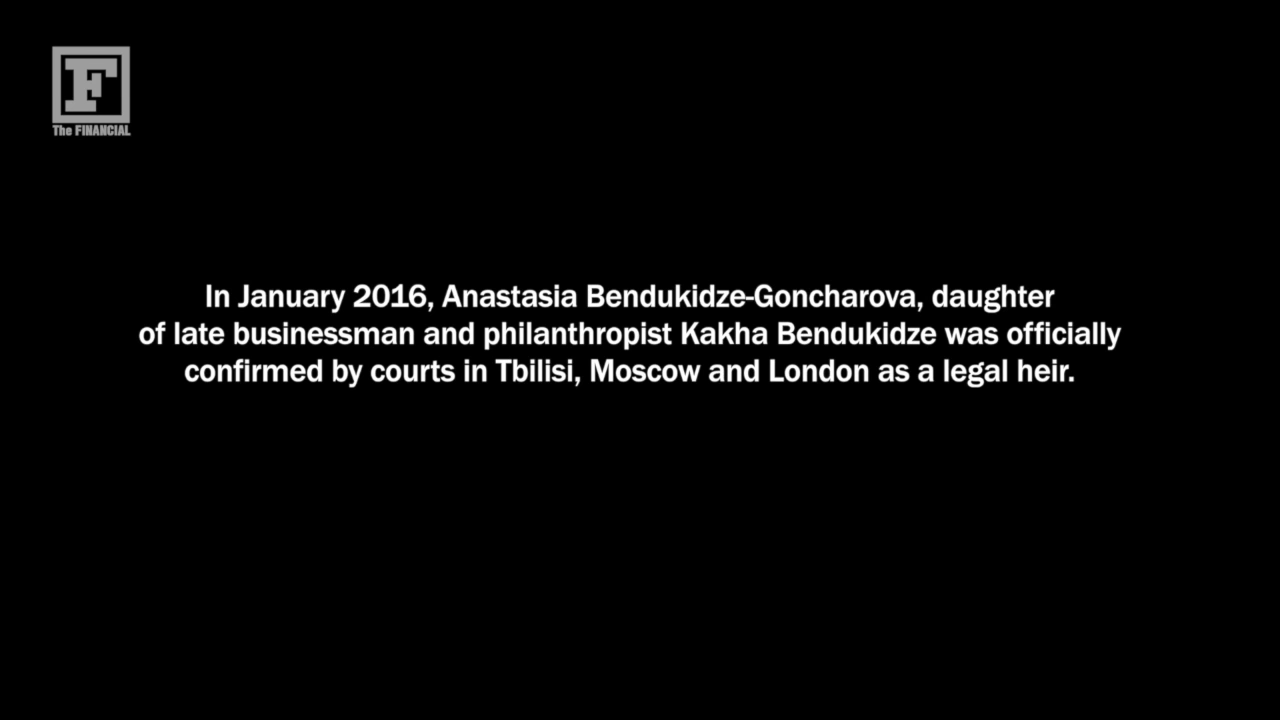 F
The FINANCIAL
In January 2016, Anastasia Bendukidze-Goncharova, daughter
of late businessman and philanthropist Kakha Bendukidze was officially
confirmed by courts in Tbilisi, Moscow and London as a legal heir.